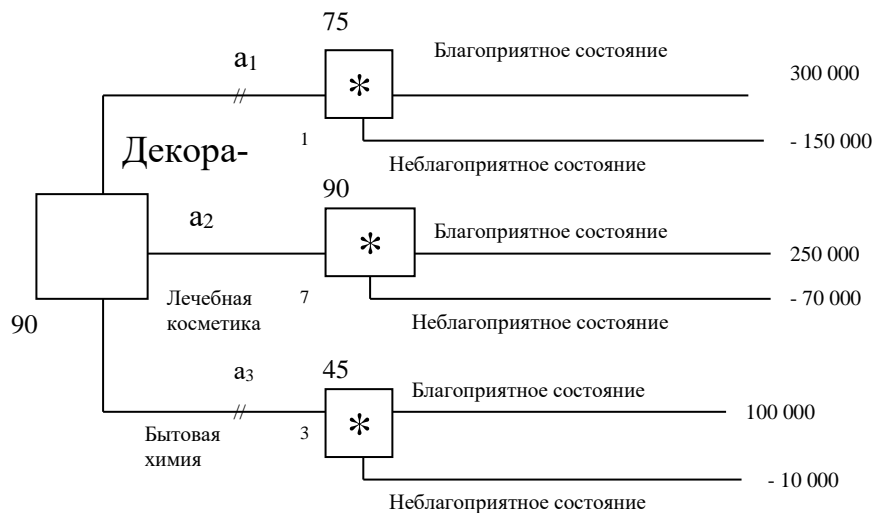 75
Благоприятное состояние
300 000
a1
*
Декора-
1
- 150 000
Неблагоприятное состояние
90
a2
Благоприятное состояние
*
250 000
Лечебная
косметика
7
- 70 000
90
Неблагоприятное состояние
a3
45
Благоприятное состояние
100 000
*
Бытовая
химия
3
- 10 000
Неблагоприятное состояние